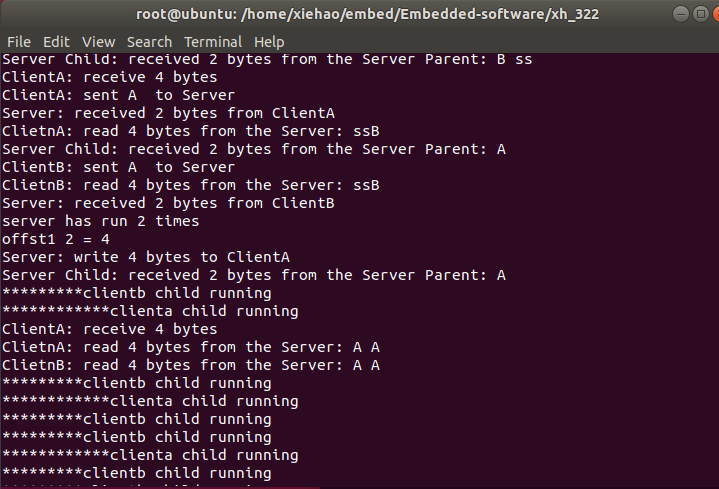 root@ubuntu: /home/xiehao/embed/Embedded-software/xh_322
File Edit View Search Terminal Help
Server Child: received 2 bytes from the Server Parent: B ss
ClientA: receive 4 bytes
ClientA: sent A  to Server
Server: received 2 bytes from ClientA
ClietnA: read 4 bytes from the Server: ssB
Server Child: received 2 bytes from the Server Parent: A
ClientB: sent A  to Server
ClietnB: read 4 bytes from the Server: ssB
Server: received 2 bytes from ClientB
server has run 2 times
offst1 2 = 4
Server: write 4 bytes to ClientA
Server Child: received 2 bytes from the Server Parent: A
*********clientb child running
************clienta child running
ClientA: receive 4 bytes
ClietnA: read 4 bytes from the Server: A A
ClietnB: read 4 bytes from the Server: A A
*********clientb child running
************clienta child running
*********clientb child running
*********clientb child running
************clienta child running
*********clientb child running